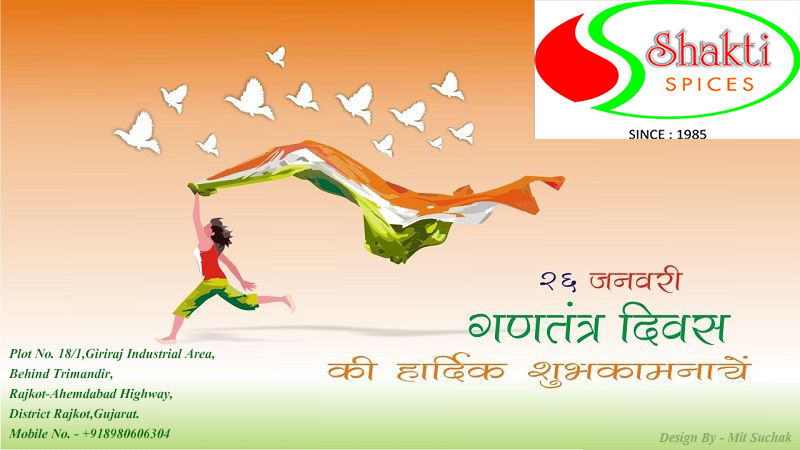 Shakti
SPICES
SINCE : 1985
२६ जनवरी
गणतंत्र दिवस
की हार्दिक शुभकामनायें
Plot No. 18/1,Giriraj Industrial Area,
Behind Trimandir,
Rajkot-Ahemdabad Highway,
District Rajkot,Gujarat.
Mobile No. - +918980606304
Design By - Mit Suchak